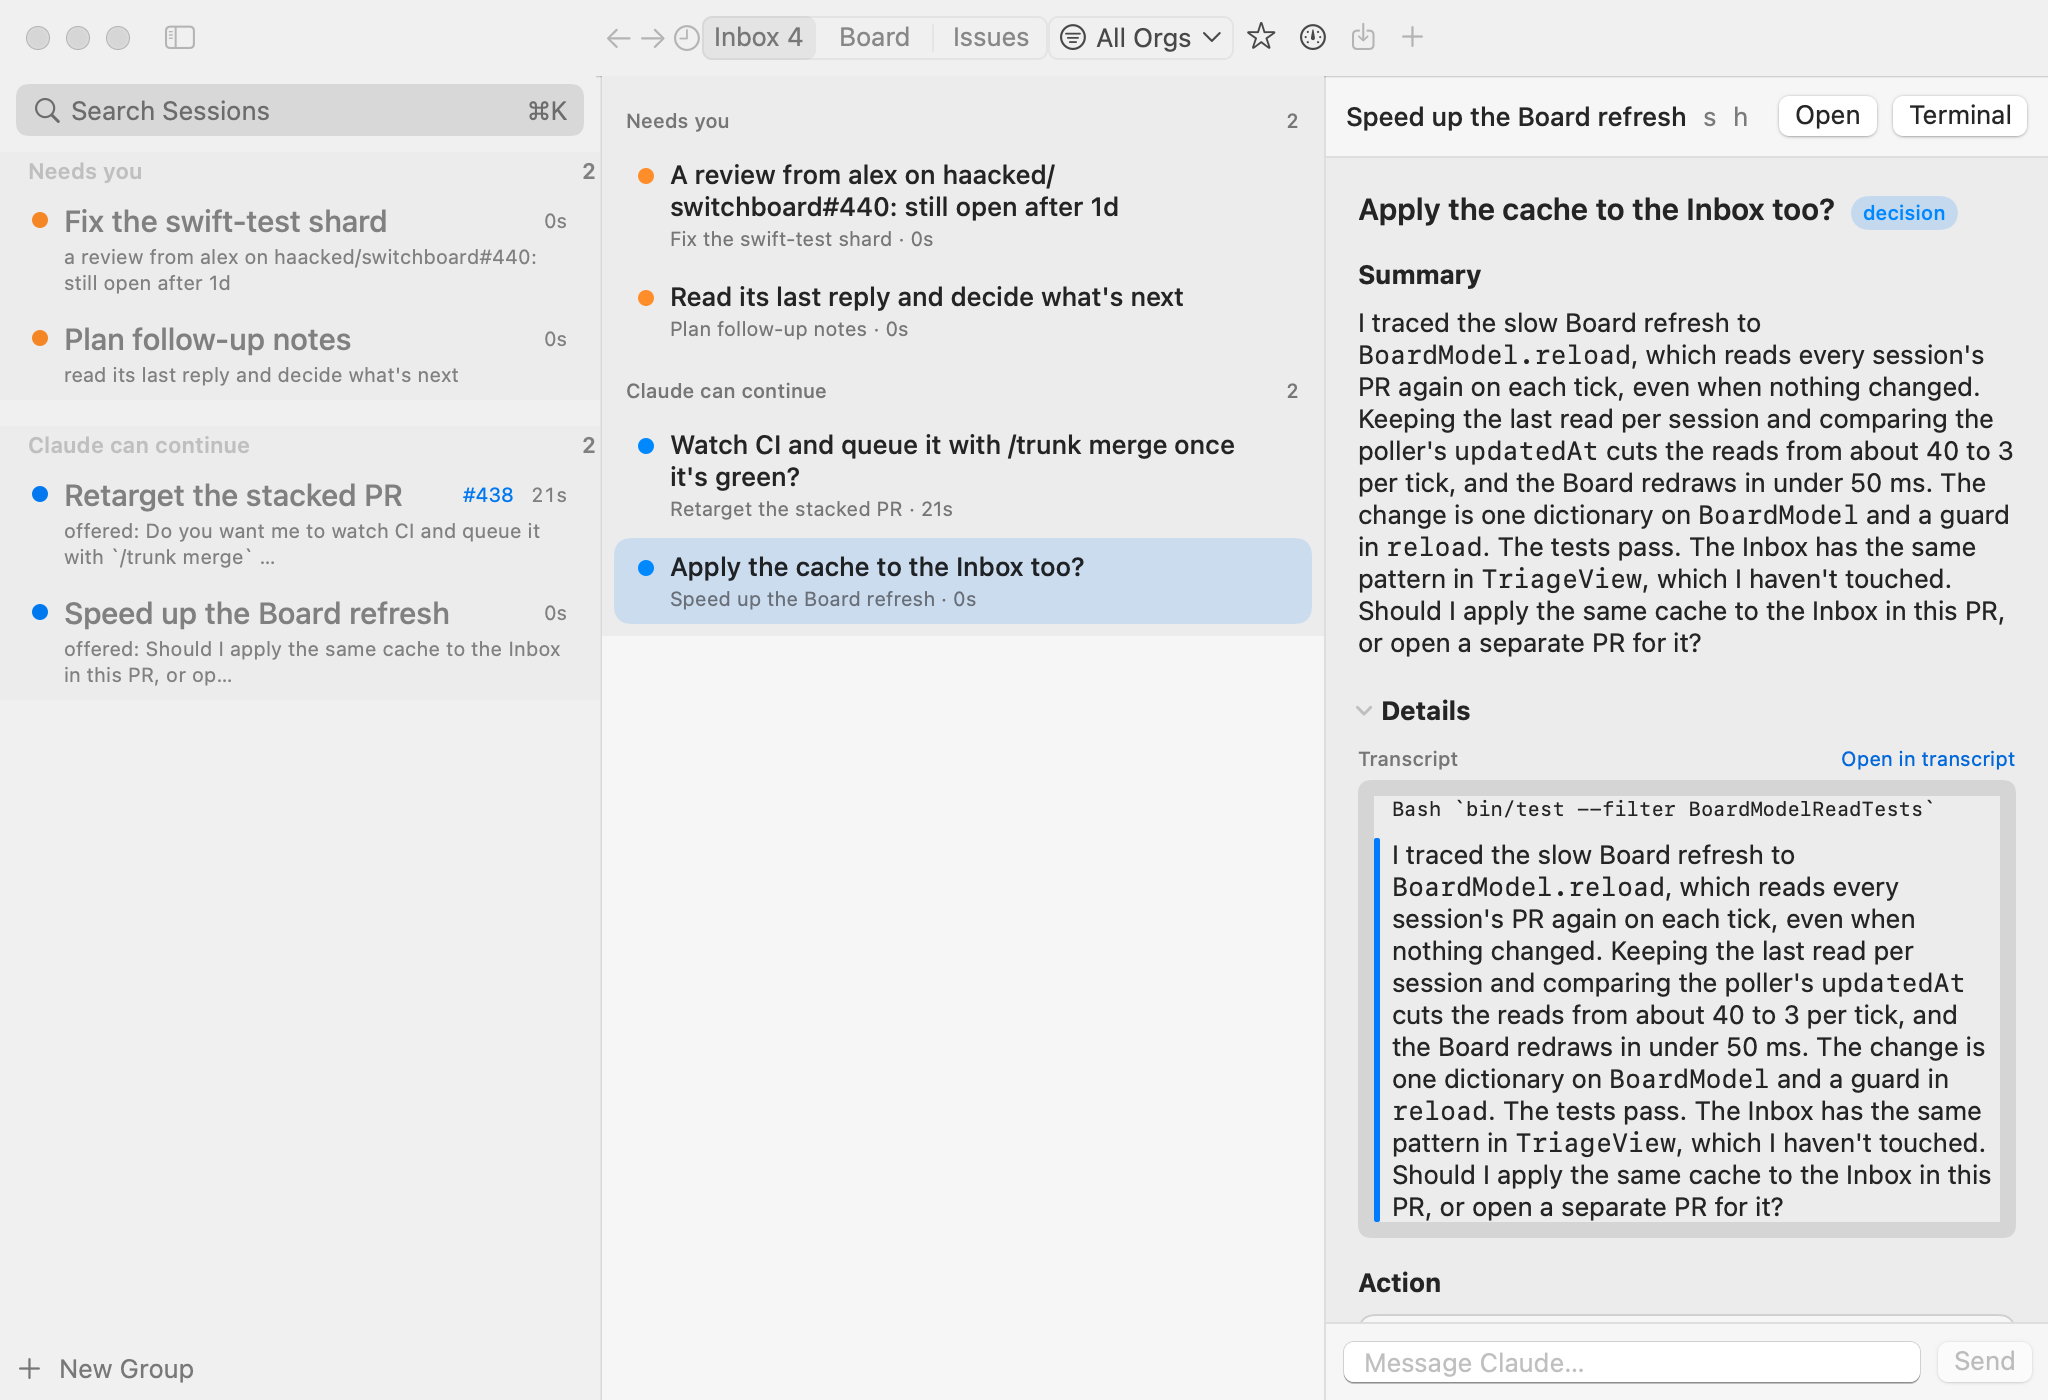 Inbox 4
Board
Issues
All Orgs
Search Sessions
⌘K
Needs you
2
Fix the swift-test shard
0s
a review from alex on haacked/switchboard#440:
still open after 1d
Plan follow-up notes
0s
read its last reply and decide what's next
Claude can continue
2
Retarget the stacked PR
#438
21s
offered: Do you want me to watch CI and queue it
with `/trunk merge` ...
Speed up the Board refresh
0s
offered: Should I apply the same cache to the Inbox
in this PR, or op...
New Group
Needs you
2
A review from alex on haacked/
switchboard#440: still open after 1d
Fix the swift-test shard · 0s
Read its last reply and decide what's next
Plan follow-up notes · 0s
Claude can continue
2
Watch CI and queue it with /trunk merge once
it's green?
Retarget the stacked PR · 21s
Apply the cache to the Inbox too?
Speed up the Board refresh · 0s
Speed up the Board refresh
s h
Open
Terminal
Apply the cache to the Inbox too?
decision
Summary
I traced the slow Board refresh to
BoardModel.reload, which reads every session's
PR again on each tick, even when nothing changed.
Keeping the last read per session and comparing the
poller's updatedAt cuts the reads from about 40 to 3
per tick, and the Board redraws in under 50 ms. The
change is one dictionary on BoardModel and a guard
in reload. The tests pass. The Inbox has the same
pattern in TriageView, which I haven't touched.
Should I apply the same cache to the Inbox in this PR,
or open a separate PR for it?
Details
Transcript
Open in transcript
Bash `bin/test --filter BoardModelReadTests`
I traced the slow Board refresh to
BoardModel.reload, which reads every
session's PR again on each tick, even when
nothing changed. Keeping the last read per
session and comparing the poller's updatedAt
cuts the reads from about 40 to 3 per tick, and
the Board redraws in under 50 ms. The change is
one dictionary on BoardModel and a guard in
reload. The tests pass. The Inbox has the same
pattern in TriageView, which I haven't touched.
Should I apply the same cache to the Inbox in this
PR, or open a separate PR for it?
Action
Message Claude...
Send